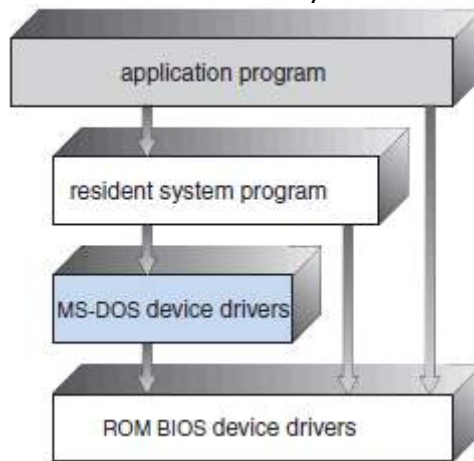 application program
resident system program
MS-DOS device drivers
ROM BIOS device drivers